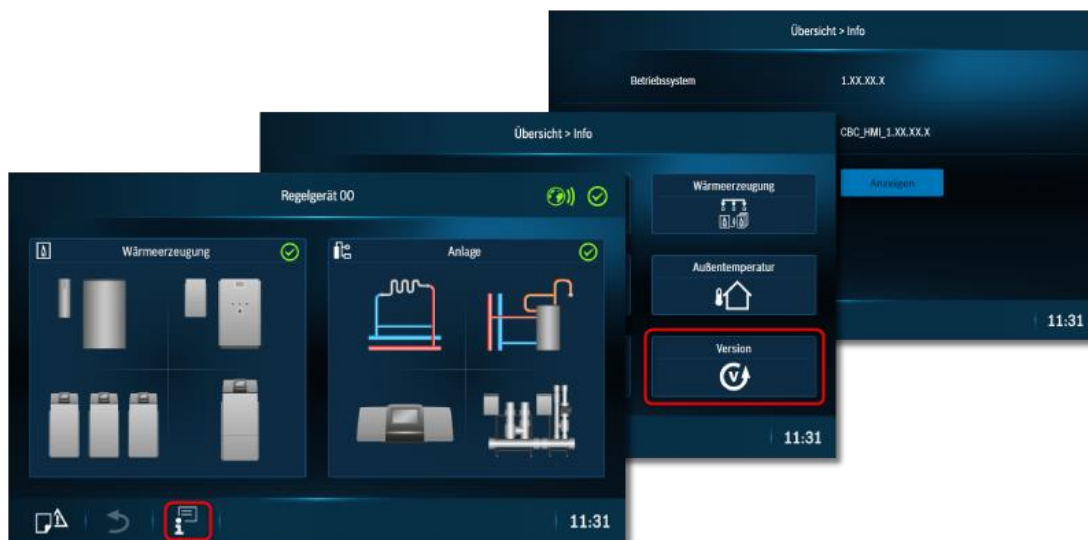 Übersicht > Info
Betriebssystem 1.XX.XX.X
CBC_HMI_1.XX.XX.X
Anzeigen
11:31
Übersicht > Info
Wärmeerzeugung
Außentemperatur
Version
V
11:31
Regelgerät 00
Wärmeerzeugung
Anlage
11:31